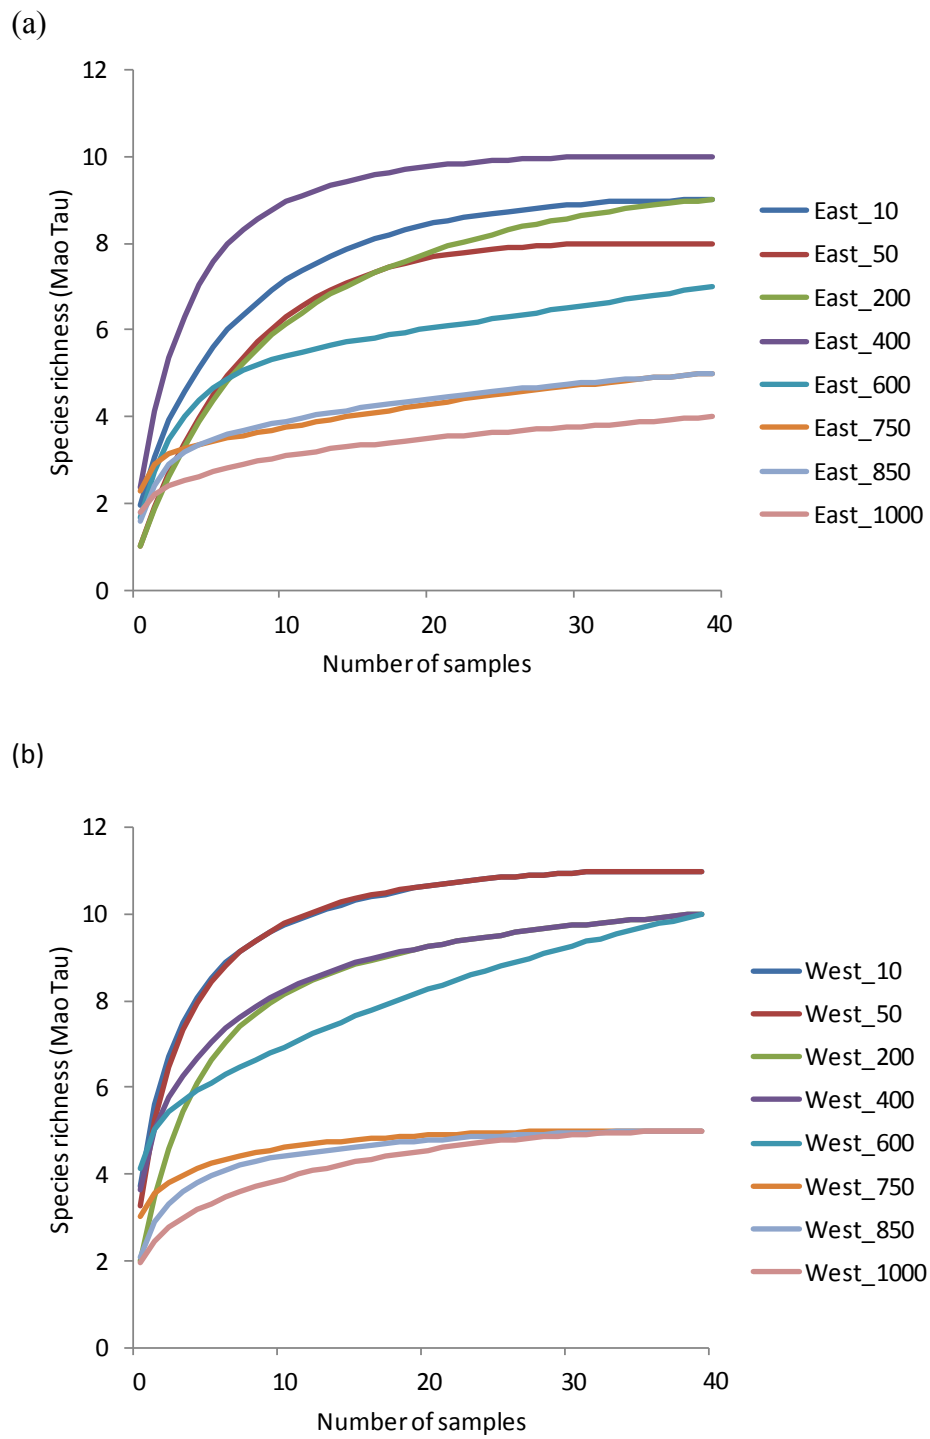 (a)
12
10
8
6
4
2
0
Species richness (Mao Tau)
0 10 20 30 40
Number of samples
East_10
East_50
East_200
East_400
East_600
East_750
East_850
East_1000
(b)
12
10
8
6
4
2
0
Species richness (Mao Tau)
0 10 20 30 40
Number of samples
West_10
West_50
West_200
West_400
West_600
West_750
West_850
West_1000